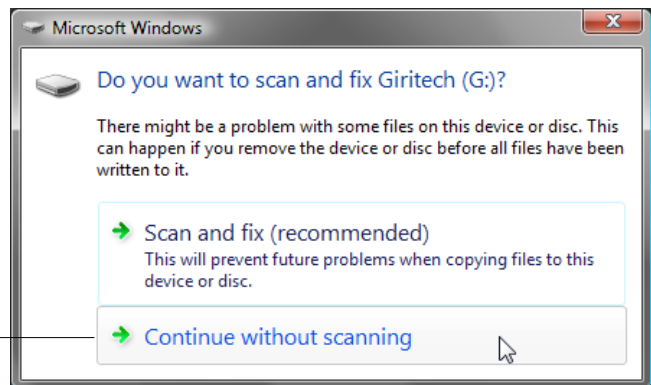 Microsoft Windows
Do you want to scan and fix Giritech (G:)?
There might be a problem with some files on this device or disc. This
can happen if you remove the device or disc before all files have been
written to it.
Scan and fix (recommended)
This will prevent future problems when copying files to this
device or disc.
Continue without scanning